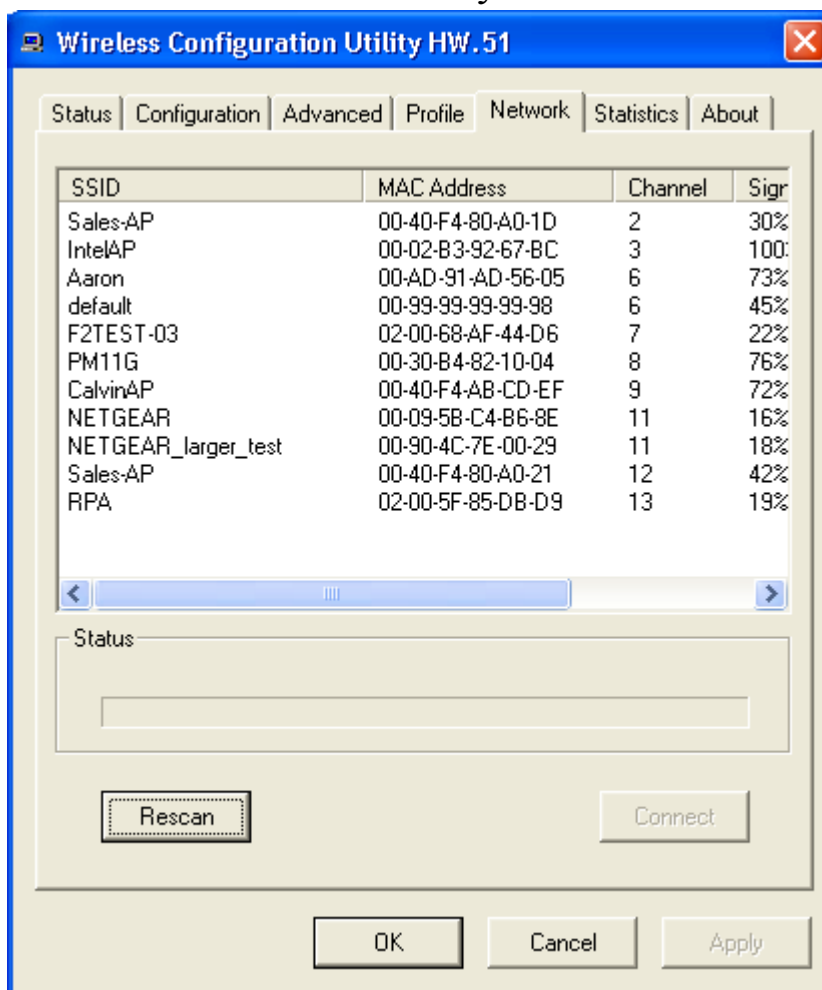 Wireless Configuration Utility HW.51
Status Configuration Advanced Profile Network Statistics About
SSID MAC Address Channel Sigr
Sales-AP 00-40-F4-80-A0-1D 2 30%
IntelAP 00-02-B3-92-67-BC 3 100
Aaron 00-AD-91-AD-56-05 6 73%
default 00-99-99-99-99-98 6 45%
F2TEST-03 02-00-68-AF-44-D6 7 22%
PM11G 00-30-B4-82-10-04 8 76%
CalvinAP 00-40-F4-AB-CD-EF 9 72%
NETGEAR 00-09-5B-C4-B6-8E 11 16%
NETGEAR_larger_test 00-90-4C-7E-00-29 11 18%
Sales-AP 00-40-F4-80-A0-21 12 42%
RPA 02-00-5F-85-DB-D9 13 19%
Status
Rescan Connect
OK Cancel Apply